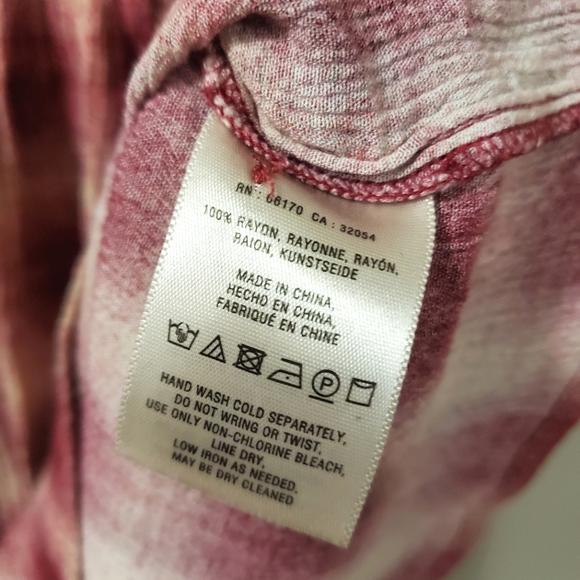 RN : 66170 CA : 32054
100% RAYON, RAYONNE, RAYÓN,
RAION, KUNSTSEIDE
MADE IN CHINA,
HECHO EN CHINA,
FABRIQUÉ EN CHINE
P
HAND WASH COLD SEPARATELY,
DO NOT WRING OR TWIST,
USE ONLY NON-CHLORINE BLEACH,
LINE DRY,
LOW IRON AS NEEDED.
MAY BE DRY CLEANED